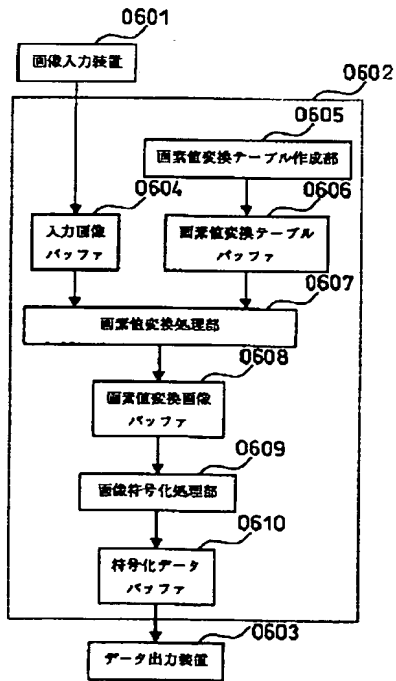 0601
画像入力装置
0602
0605
画素値変換テーブル作成部
0604
0606
入力画像
バッファ
画素値変換テーブル
バッファ
0607
画素値変換処理部
0608
画素値変換画像
バッファ
0609
画像符号化処理部
0610
符号化データ
バッファ
0603
データ出力装置